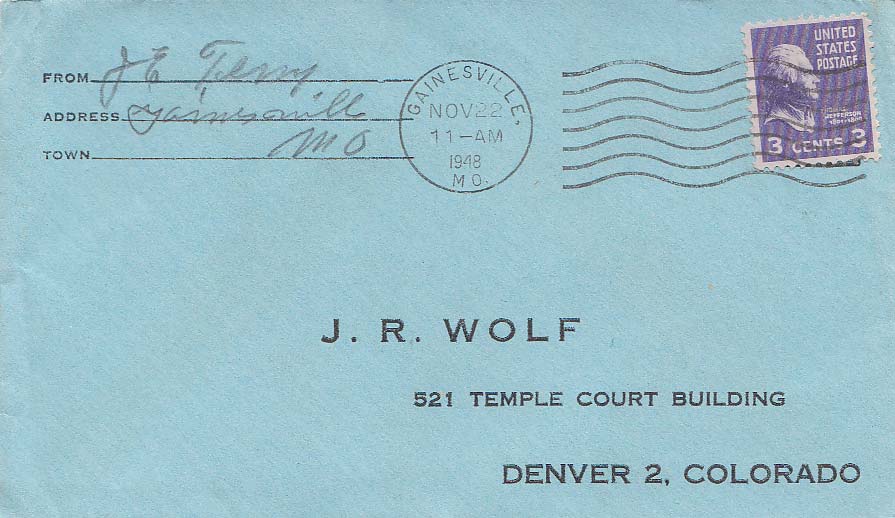 FROM J E Terry
ADDRESS Gainesville
TOWN MO
GAINESVILLE,
NOV 22
11-AM
1948
MO.
UNITED
STATES
POSTAGE
JEFFERSON
3 CENTS 3
J. R. WOLF
521 TEMPLE COURT BUILDING
DENVER 2, COLORADO